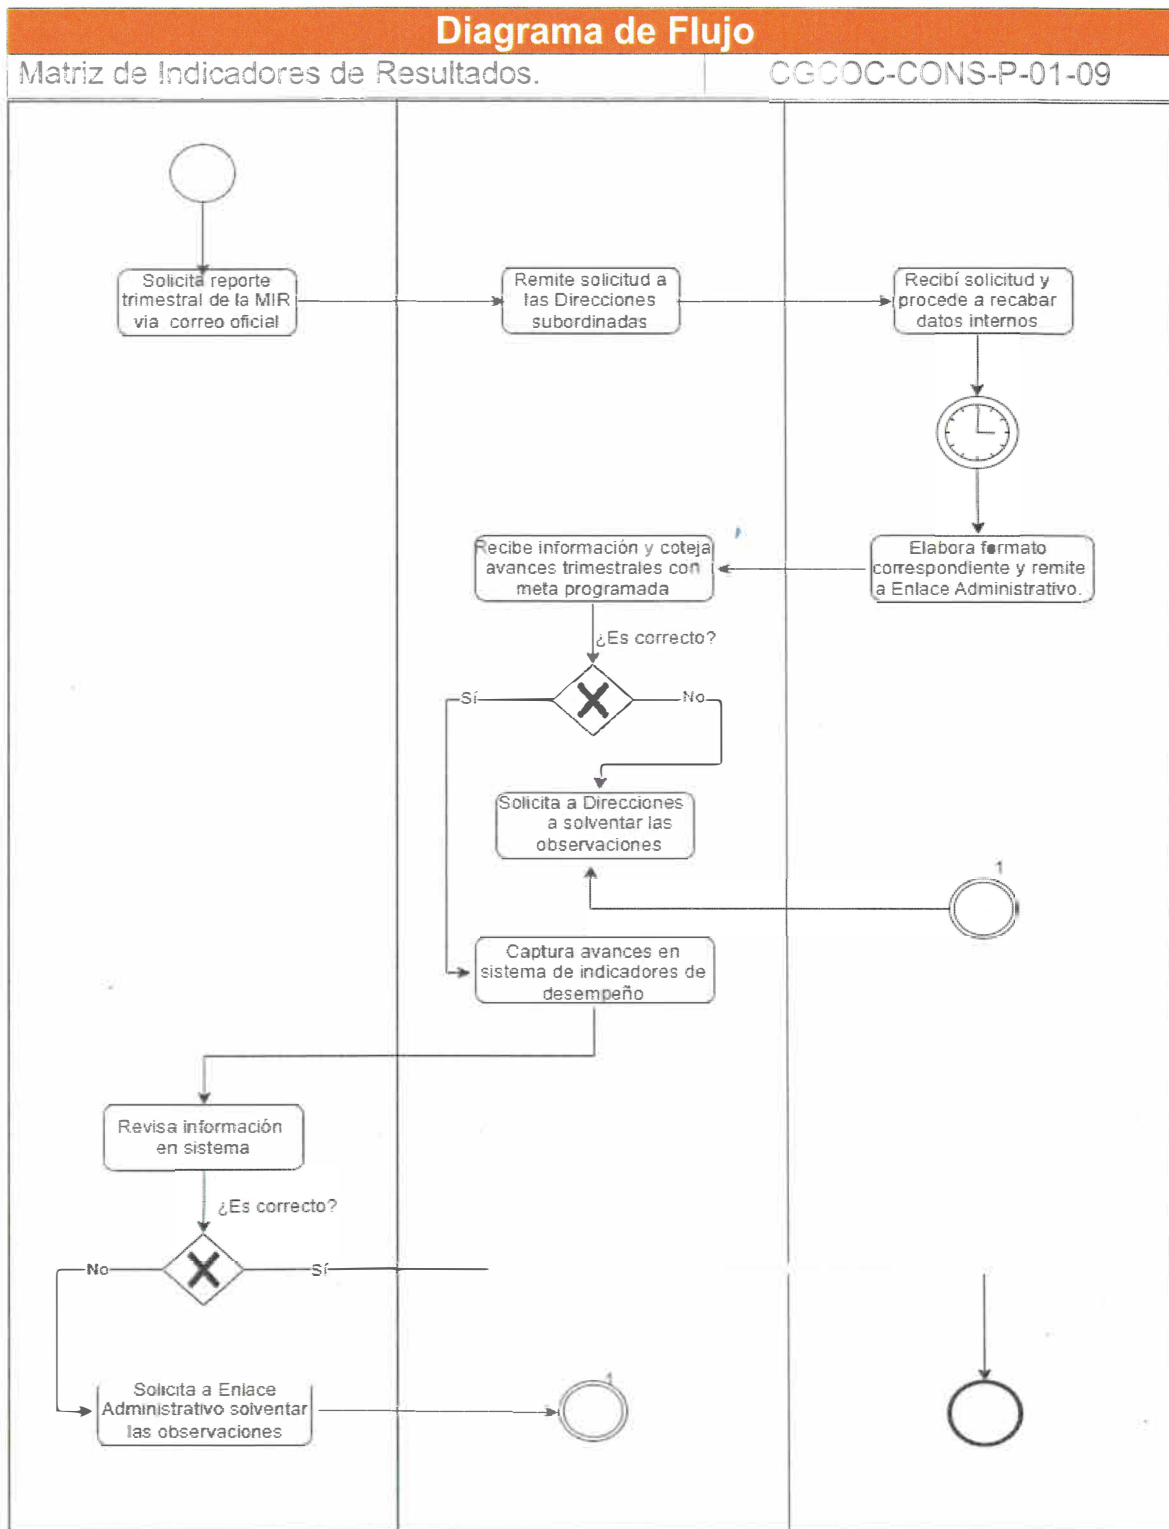 Diagrama de Flujo
Matriz de Indicadores de Resultados.
CGCOC-CONS-P-01-09
Solicita reporte
trimestral de la MIR
via correo oficial
Remite solicitud a
las Direcciones
subordinadas
Recibí solicitud y
procede a recabar
datos internos
Elabora formato
correspondiente y remite
a Enlace Administrativo.
Recibe información y coteja
avances trimestrales con
meta programada
¿Es correcto?
Sí
No
Solicita a Direcciones
a solventar las
observaciones
1
Captura avances en
sistema de indicadores de
desempeño
Revisa información
en sistema
¿Es correcto?
No
Sí
Solicita a Enlace
Administrativo solventar
las observaciones
1